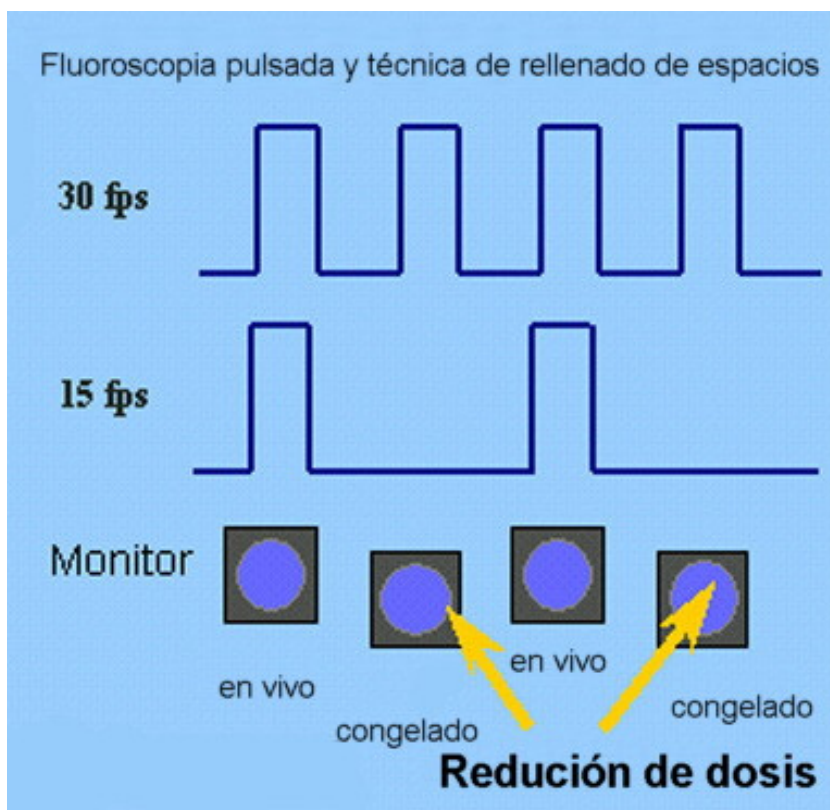 Fluoroscopia pulsada y técnica de rellenado de espacios
30 fps
15 fps
Monitor
en vivo
congelado
en vivo
congelado
Redución de dosis